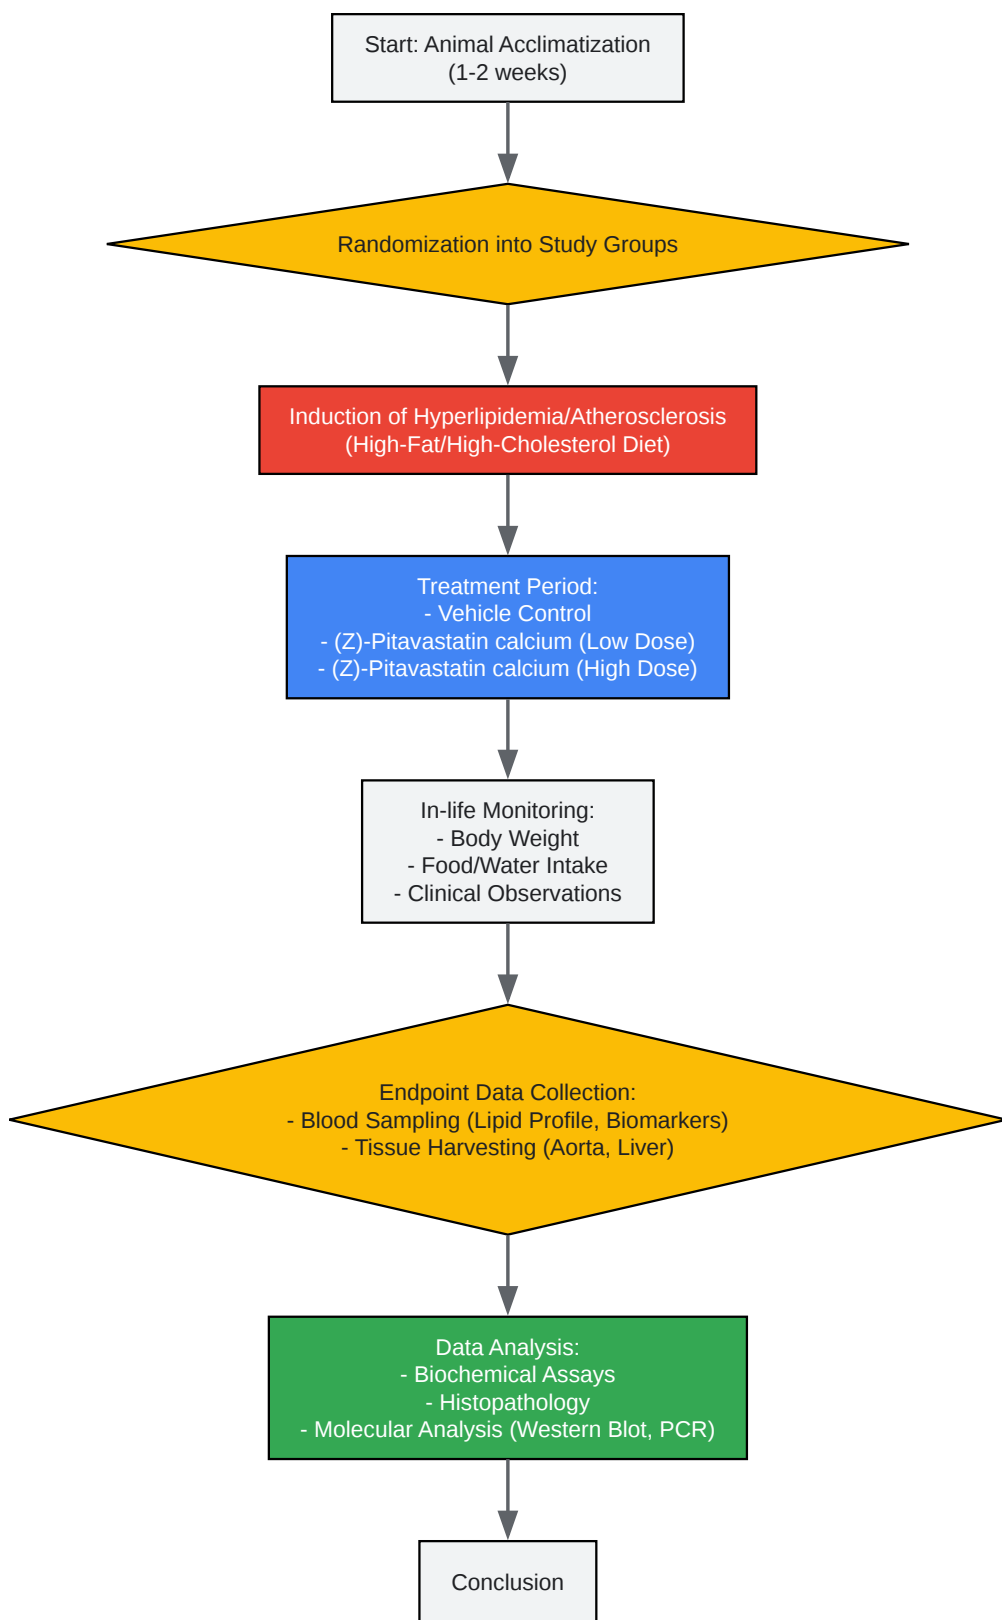 Start: Animal Acclimatization
(1-2 weeks)
Randomization into Study Groups
Induction of Hyperlipidemia/Atherosclerosis
(High-Fat/High-Cholesterol Diet)
Treatment Period:
- Vehicle Control
- (Z)-Pitavastatin calcium (Low Dose)
- (Z)-Pitavastatin calcium (High Dose)
In-life Monitoring:
- Body Weight
- Food/Water Intake
- Clinical Observations
Endpoint Data Collection:
- Blood Sampling (Lipid Profile, Biomarkers)
- Tissue Harvesting (Aorta, Liver)
Data Analysis:
- Biochemical Assays
- Histopathology
- Molecular Analysis (Western Blot, PCR)
Conclusion